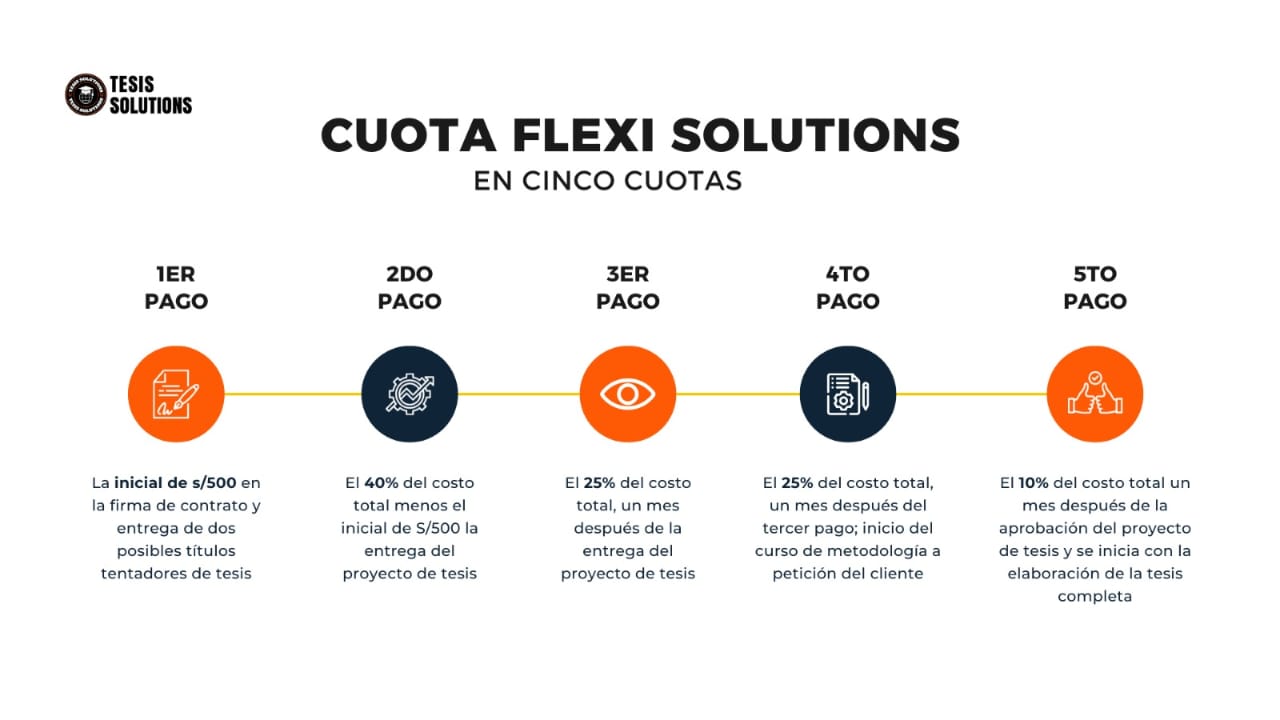 TESIS
SOLUTIONS
CUOTA FLEXI SOLUTIONS
EN CINCO CUOTAS
1ER
PAGO
La inicial de s/500 en
la firma de contrato y
entrega de dos
posibles títulos
tentadores de tesis
2DO
PAGO
El 40% del costo
total menos el
inicial de S/500 la
entrega del
proyecto de tesis
3ER
PAGO
El 25% del costo
total, un mes
después de la
entrega del
proyecto de tesis
4TO
PAGO
El 25% del costo total,
un mes después del
tercer pago; inicio del
curso de metodología a
petición del cliente
5TO
PAGO
El 10% del costo total un
mes después de la
aprobación del proyecto
de tesis y se inicia con la
elaboración de la tesis
completa